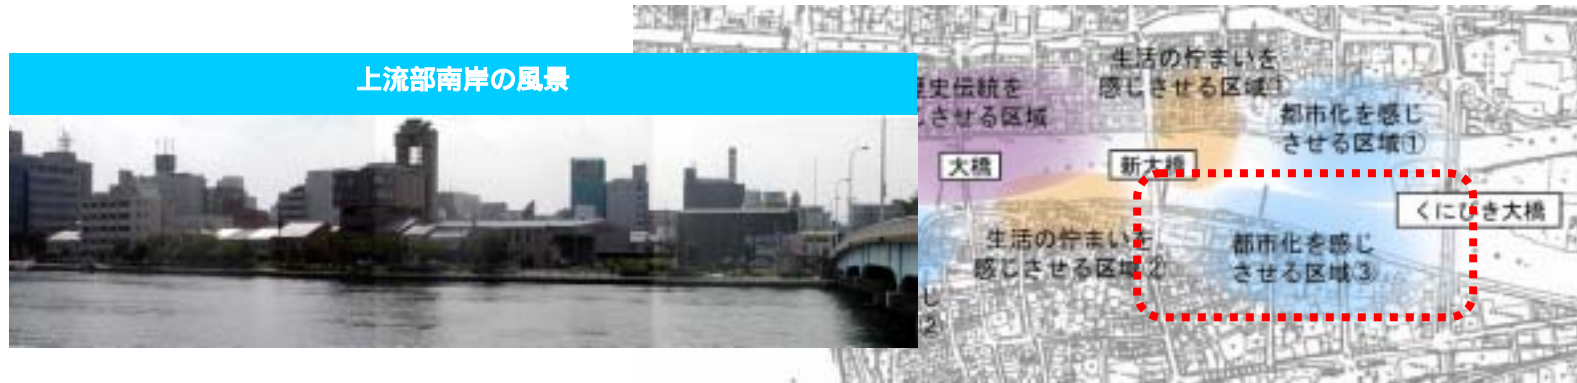 上流部南岸の風景
生活の佇まいを
感じさせる区域①
史伝統を
させる区域
都市化を感じ
させる区域①
大橋
新大橋
くにびき大橋
生活の佇まいを
感じさせる区域②
都市化を感じ
させる区域③
じ
2